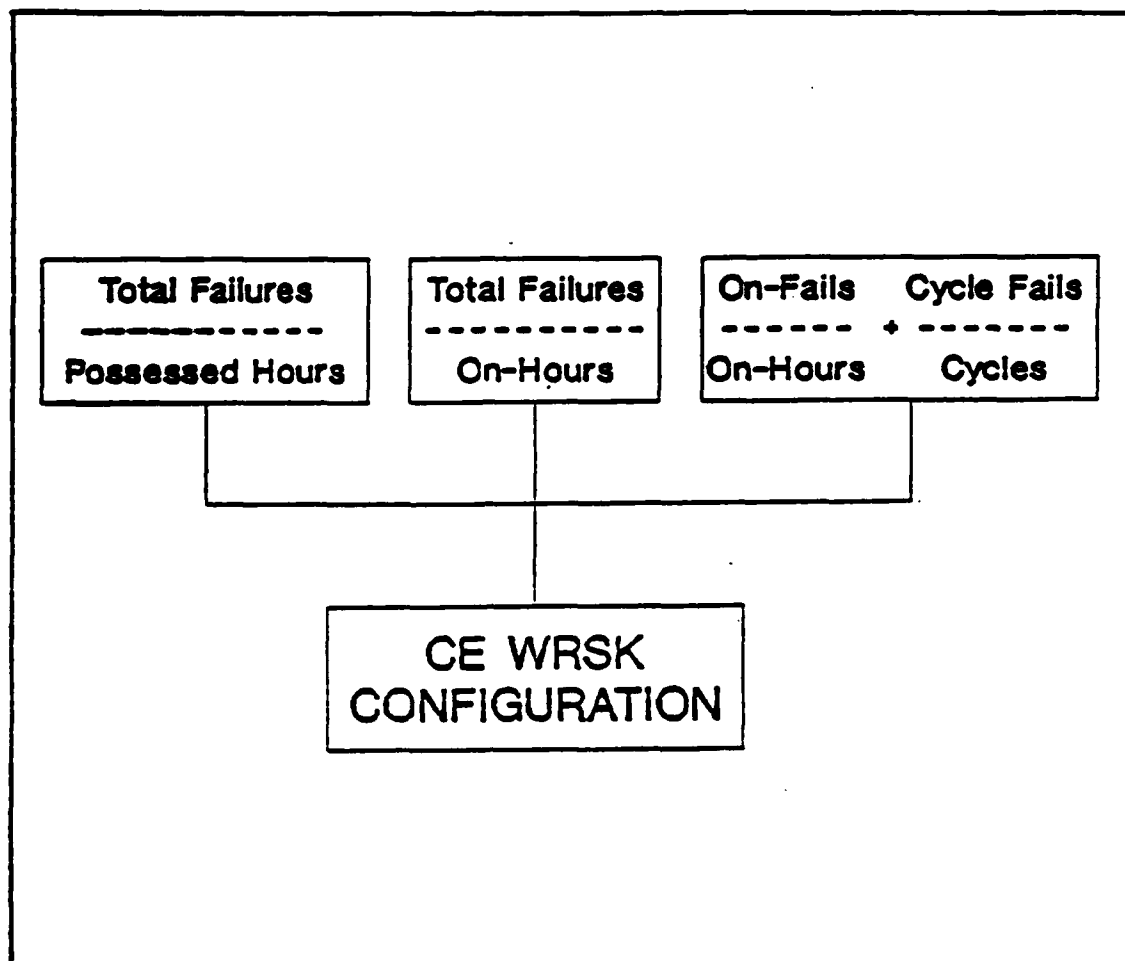 Total Failures
----------
Possessed Hours
Total Failures
----------
On-Hours
On-Fails Cycle Fails
------ + -------
On-Hours Cycles
CE WRSK
CONFIGURATION